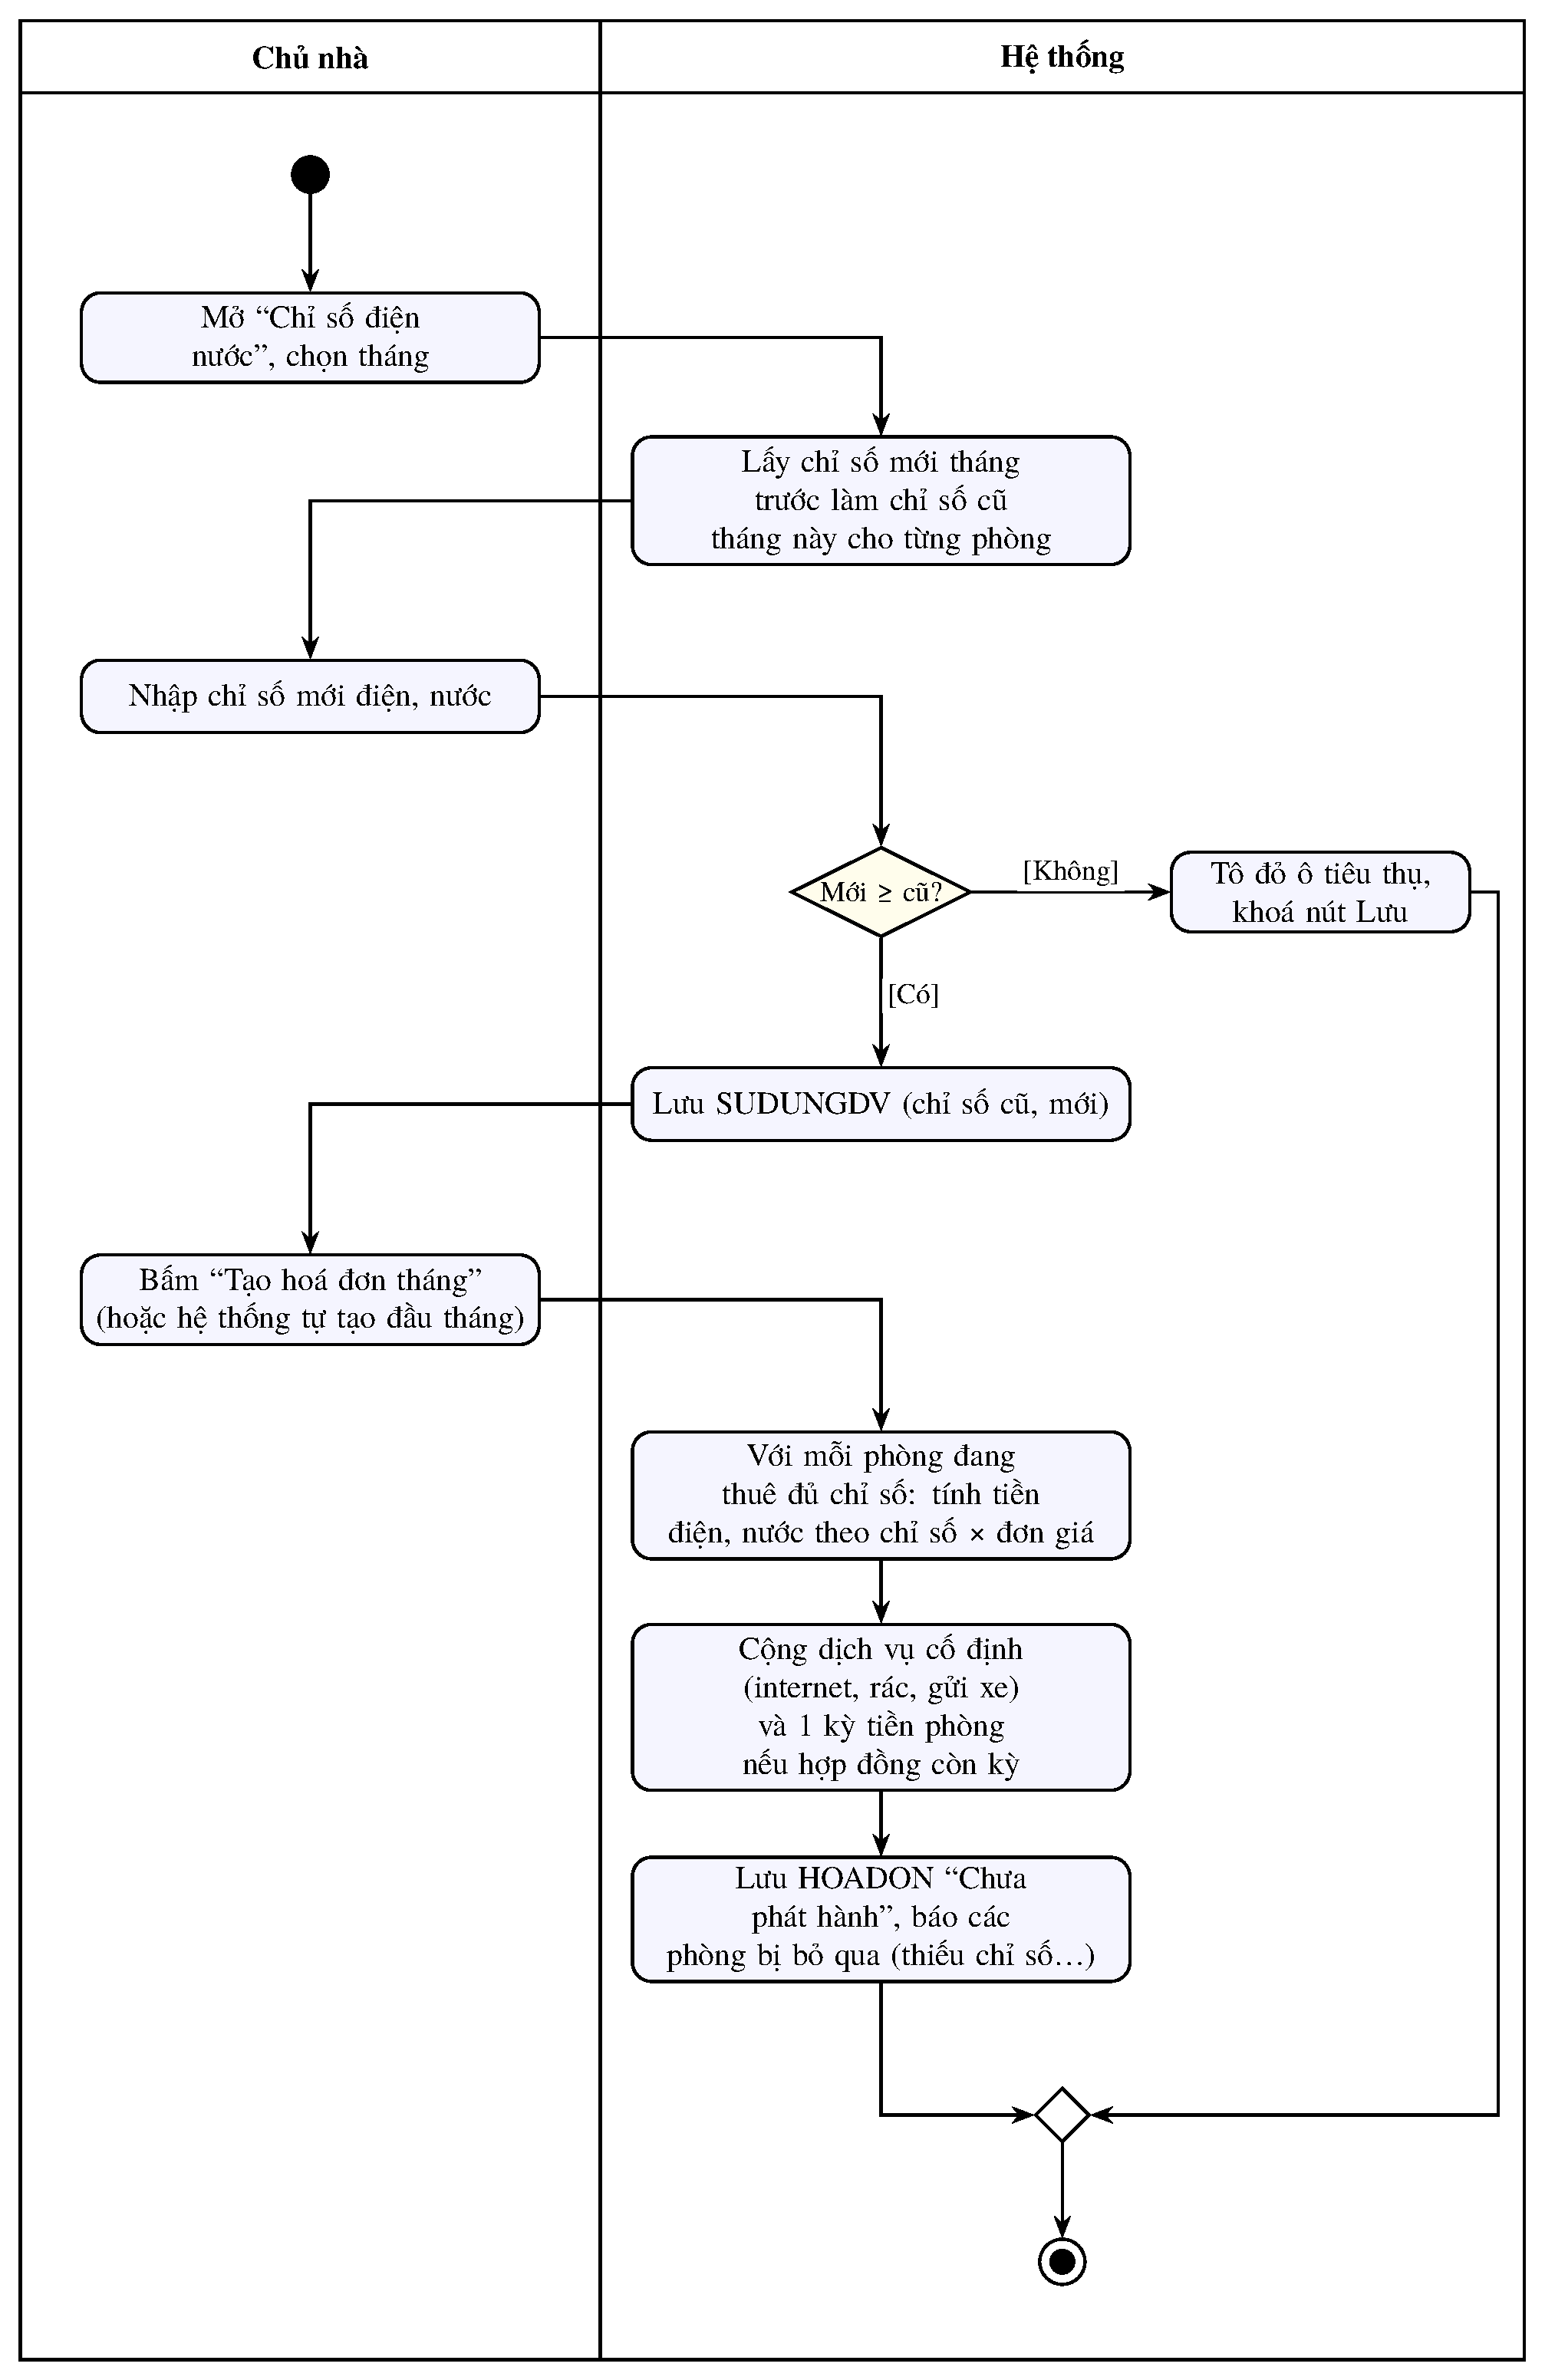 Chủ nhà
Hệ thống
Mở “Chỉ số điện
nước”, chọn tháng
Lấy chỉ số mới tháng
trước làm chỉ số cũ
tháng này cho từng phòng
Nhập chỉ số mới điện, nước
Mới ≥ cũ?
[Không]
Tô đỏ ô tiêu thụ,
khoá nút Lưu
[Có]
Lưu SUDUNGDV (chỉ số cũ, mới)
Bấm “Tạo hoá đơn tháng”
(hoặc hệ thống tự tạo đầu tháng)
Với mỗi phòng đang
thuê đủ chỉ số: tính tiền
điện, nước theo chỉ số × đơn giá
Cộng dịch vụ cố định
(internet, rác, gửi xe)
và 1 kỳ tiền phòng
nếu hợp đồng còn kỳ
Lưu HOADON “Chưa
phát hành”, báo các
phòng bị bỏ qua (thiếu chỉ số…)